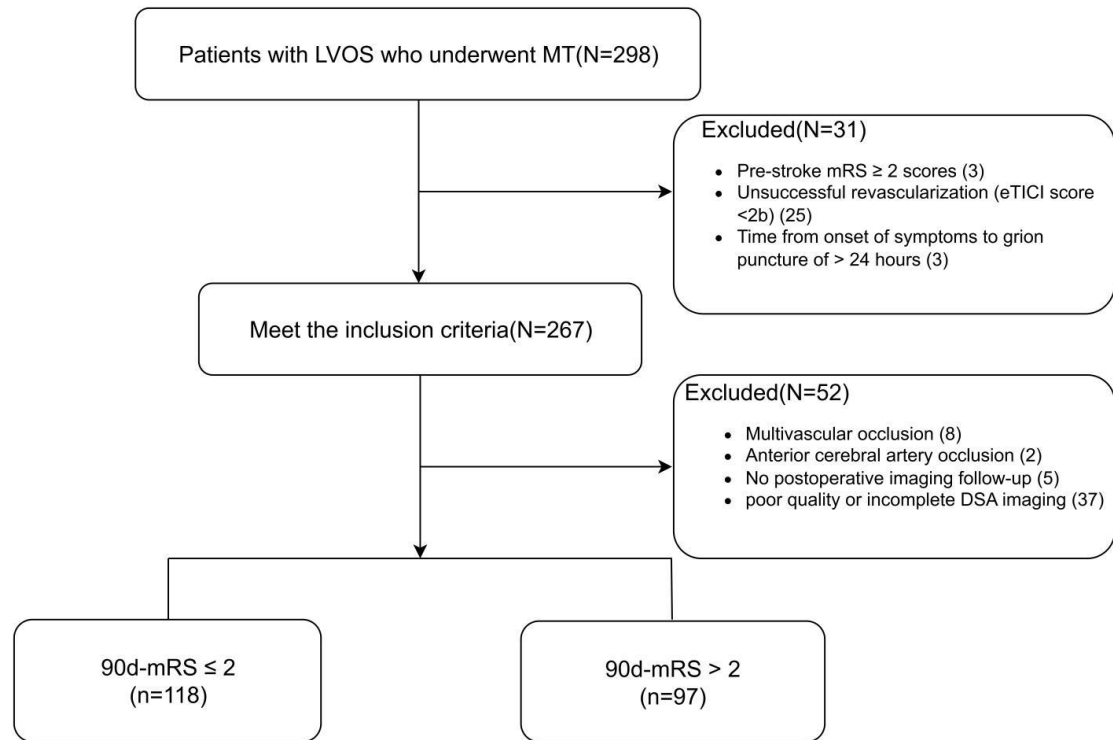 Patients with LVOS who underwent MT(N=298)
Excluded(N=31)
• Pre-stroke mRS ≥ 2 scores (3)
• Unsuccessful revascularization (eTICI score
<2b) (25)
• Time from onset of symptoms to grion
puncture of > 24 hours (3)
Meet the inclusion criteria(N=267)
Excluded(N=52)
• Multivascular occlusion (8)
• Anterior cerebral artery occlusion (2)
• No postoperative imaging follow-up (5)
• poor quality or incomplete DSA imaging (37)
90d-mRS ≤ 2
(n=118)
90d-mRS > 2
(n=97)